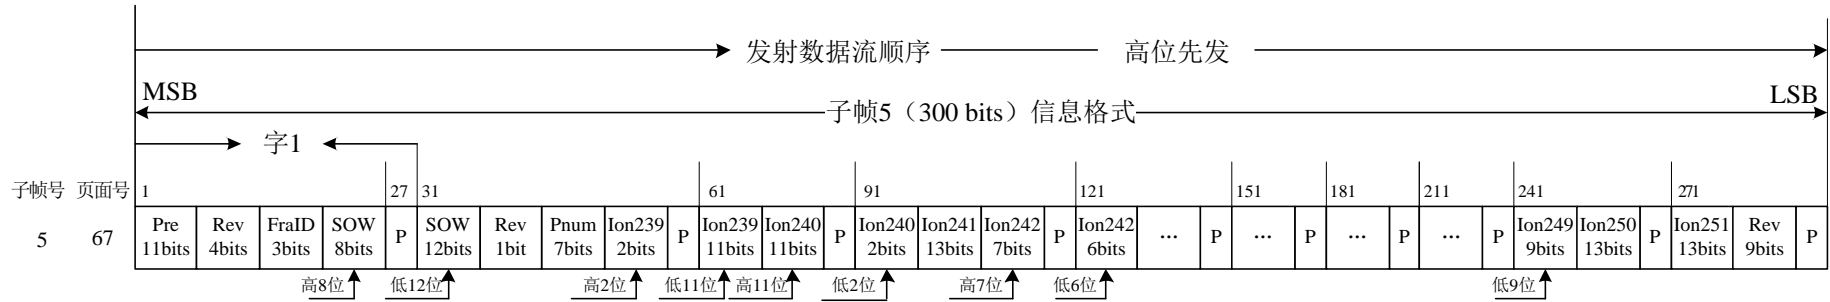 发射数据流顺序 高位先发
MSB LSB
子帧5（300 bits）信息格式
字1
子帧号 页面号 1 27 31 61 91 121 151 181 211 241 271
5 67 Pre 11bits Rev 4bits FraID 3bits SOW 8bits P SOW 12bits Rev 1bit Pnum 7bits Ion239 2bits P Ion239 11bits Ion240 11bits P Ion240 2bits Ion241 13bits Ion242 7bits P Ion242 6bits ... P ... P ... P ... P Ion249 9bits Ion250 13bits P Ion251 13bits Rev 9bits P
高8位 低12位 高2位 低11位 高11位 低2位 高7位 低6位 低9位